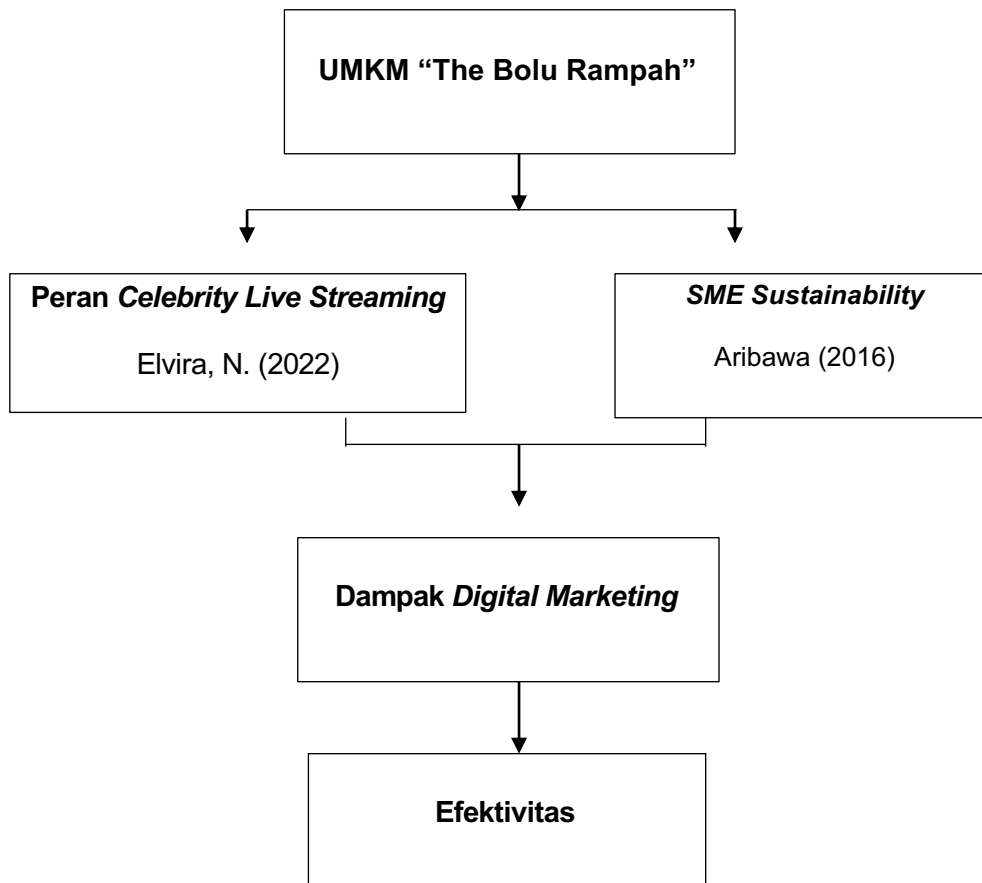 UMKM “The Bolu Rampah”
Peran Celebrity Live Streaming
Elvira, N. (2022)
SME Sustainability
Aribawa (2016)
Dampak Digital Marketing
Efektivitas